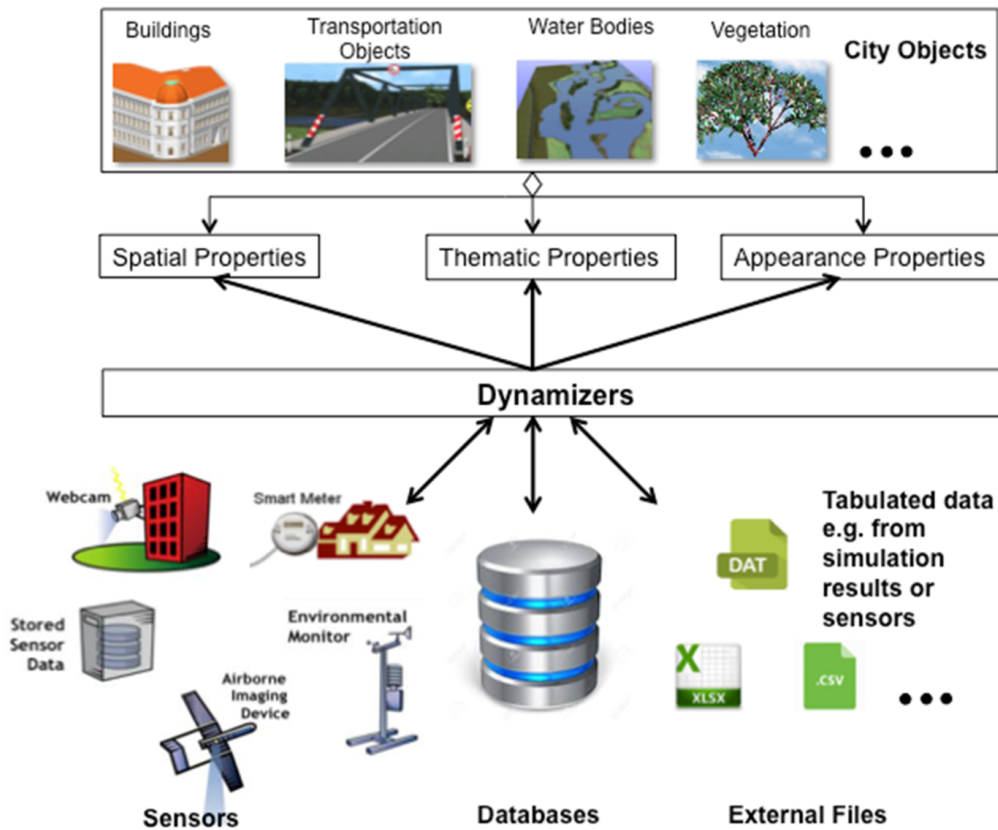 Buildings
Transportation
Objects
Water Bodies
Vegetation
City Objects
Spatial Properties
Thematic Properties
Appearance Properties
Dynamizers
Webcam
Smart Meter
Stored
Sensor
Data
Environmental
Monitor
Airborne
Imaging
Device
DAT
Tabulated data
e.g. from
simulation
results or
sensors
X
XLSX
.CSV
Sensors
Databases
External Files